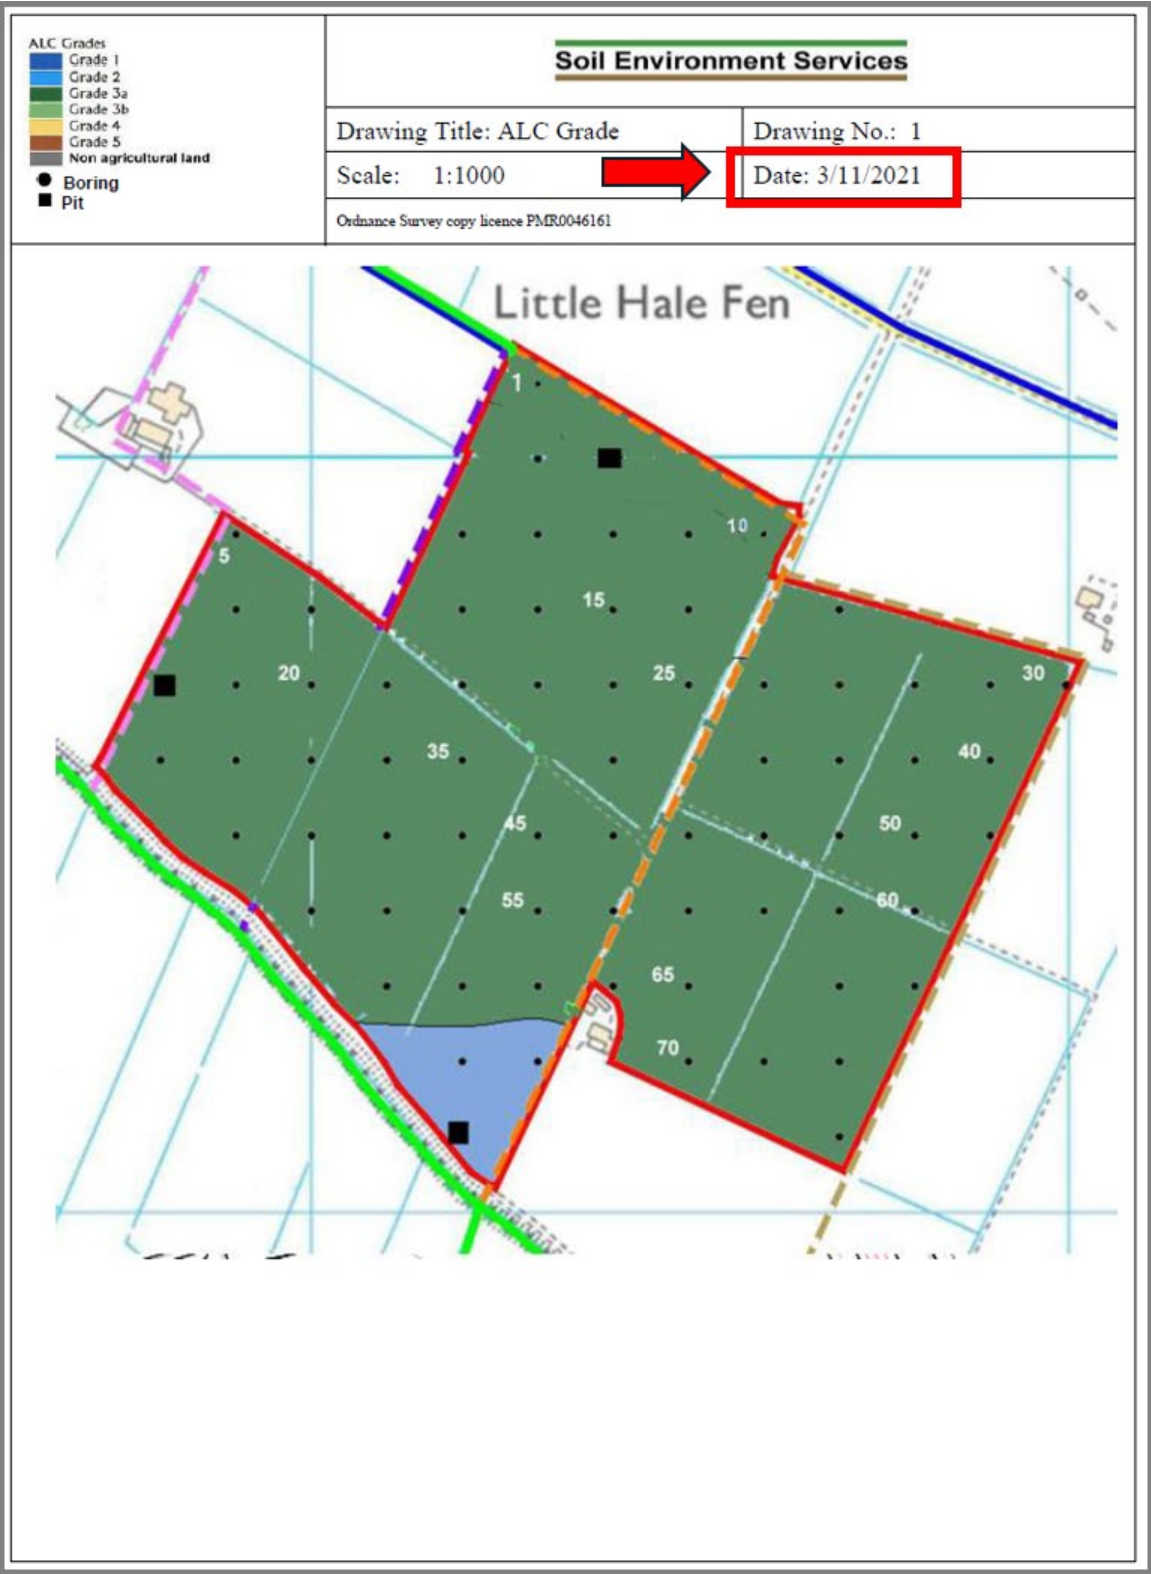 ALC Grades
Grade 1
Grade 2
Grade 3a
Grade 3b
Grade 4
Grade 5
Non agricultural land
Boring
Pit
Soil Environment Services
Drawing Title: ALC Grade
Drawing No.: 1
Scale: 1:1000
Date: 3/11/2021
Ordnance Survey copy licence PMR0046161
Little Hale Fen
1
10
5
15
20
25
30
35
40
45
50
55
60
65
70